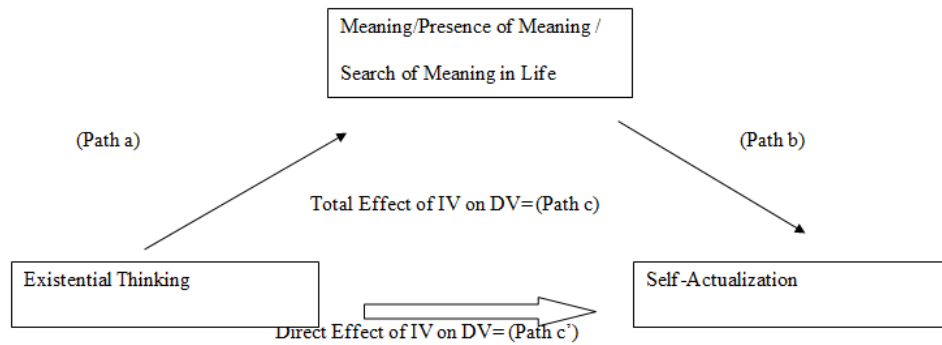 Meaning/Presence of Meaning /
Search of Meaning in Life
(Path a)
(Path b)
Total Effect of IV on DV=(Path c)
Existential Thinking
Self-Actualization
Direct Effect of IV on DV=(Path c’)